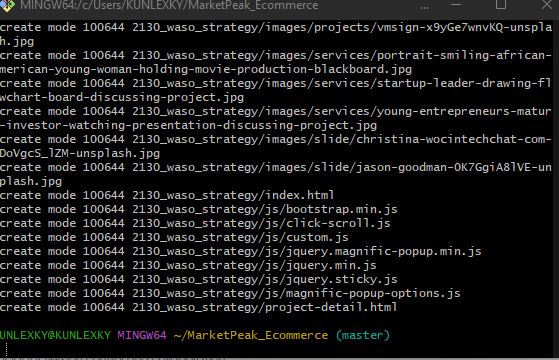 MINGW64:/c/Users/KUNLEXKY/MarketPeak_Ecommerce
create mode 100644 2130_waso_strategy/images/projects/vmsign-x9yGe7wnvKQ-unspla
h.jpg
create mode 100644 2130_waso_strategy/images/services/portrait-smiling-african-
merican-young-woman-holding-movie-production-blackboard.jpg
create mode 100644 2130_waso_strategy/images/services/startup-leader-drawing-fl
wchart-board-discussing-project.jpg
create mode 100644 2130_waso_strategy/images/services/young-entrepreneurs-matur
-investor-watching-presentation-discussing-project.jpg
create mode 100644 2130_waso_strategy/images/slide/christina-wocintechchat-com-
DoVgcS_lZM-unsplash.jpg
create mode 100644 2130_waso_strategy/images/slide/jason-goodman-0K7GgiA8lVE-un
plash.jpg
create mode 100644 2130_waso_strategy/index.html
create mode 100644 2130_waso_strategy/js/bootstrap.min.js
create mode 100644 2130_waso_strategy/js/click-scroll.js
create mode 100644 2130_waso_strategy/js/custom.js
create mode 100644 2130_waso_strategy/js/jquery.magnific-popup.min.js
create mode 100644 2130_waso_strategy/js/jquery.min.js
create mode 100644 2130_waso_strategy/js/jquery.sticky.js
create mode 100644 2130_waso_strategy/js/magnific-popup-options.js
create mode 100644 2130_waso_strategy/project-detail.html
UNLEXKY@KUNLEXKY MINGW64 ~/MarketPeak_Ecommerce (master)